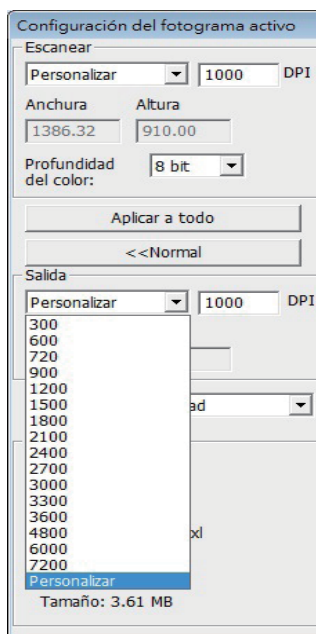 Configuración del fotograma activo
Escanear
Personalizar 1000 DPI
Anchura Altura
1386.32 910.00
Profundidad del color: 8 bit
Aplicar a todo
<<Normal
Salida
Personalizar 1000 DPI
300
600
720
900
1200
1500
1800
2100
2400
2700
3000
3300
3600
4800
6000
7200
Personalizar
Tamaño: 3.61 MB